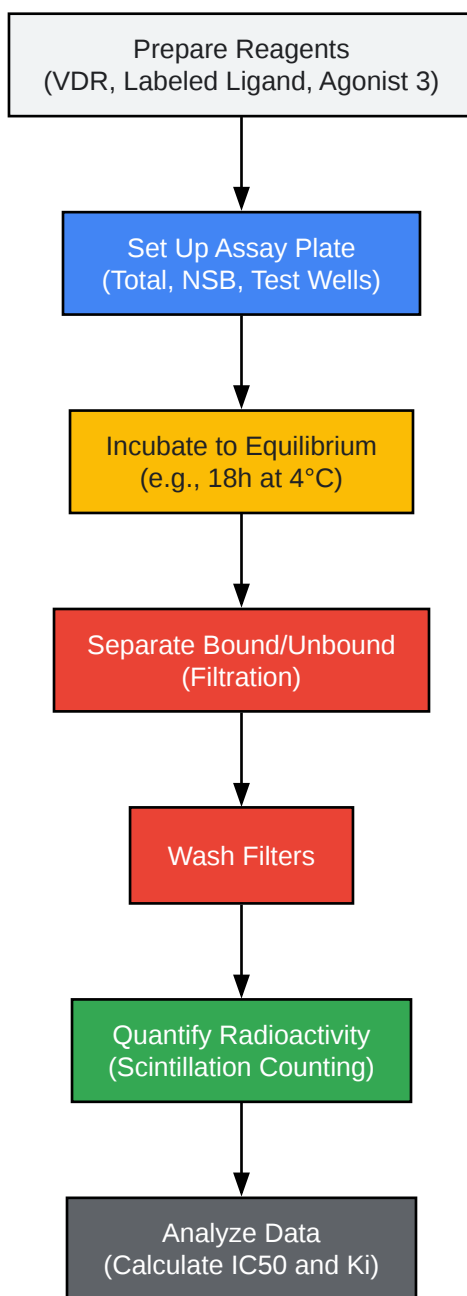 Prepare Reagents
(VDR, Labeled Ligand, Agonist 3)
Set Up Assay Plate
(Total, NSB, Test Wells)
Incubate to Equilibrium
(e.g., 18h at 4°C)
Separate Bound/Unbound
(Filtration)
Wash Filters
Quantify Radioactivity
(Scintillation Counting)
Analyze Data
(Calculate IC50 and Ki)